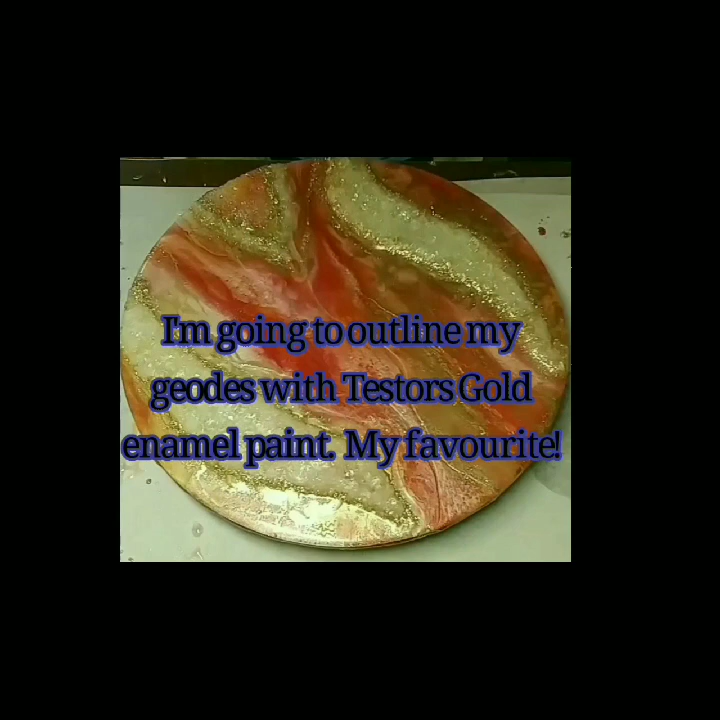 I'm going to outline my
geodes with Testors Gold
enamel paint. My favourite!